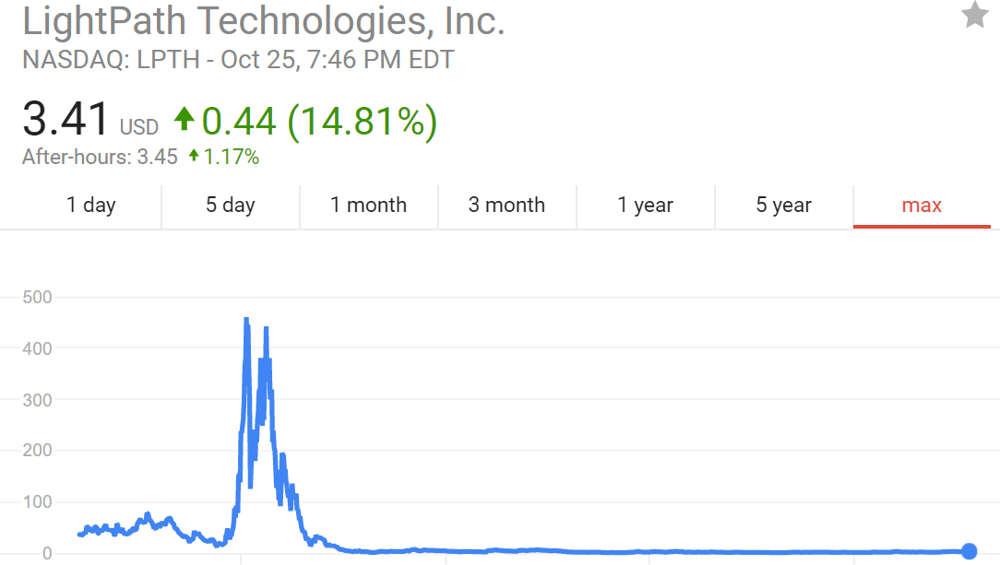 LightPath Technologies, Inc.
NASDAQ: LPTH - Oct 25, 7:46 PM EDT
3.41 USD 0.44 (14.81%)
After-hours: 3.45 1.17%
1 day 5 day 1 month 3 month 1 year 5 year max
500
400
300
200
100
0